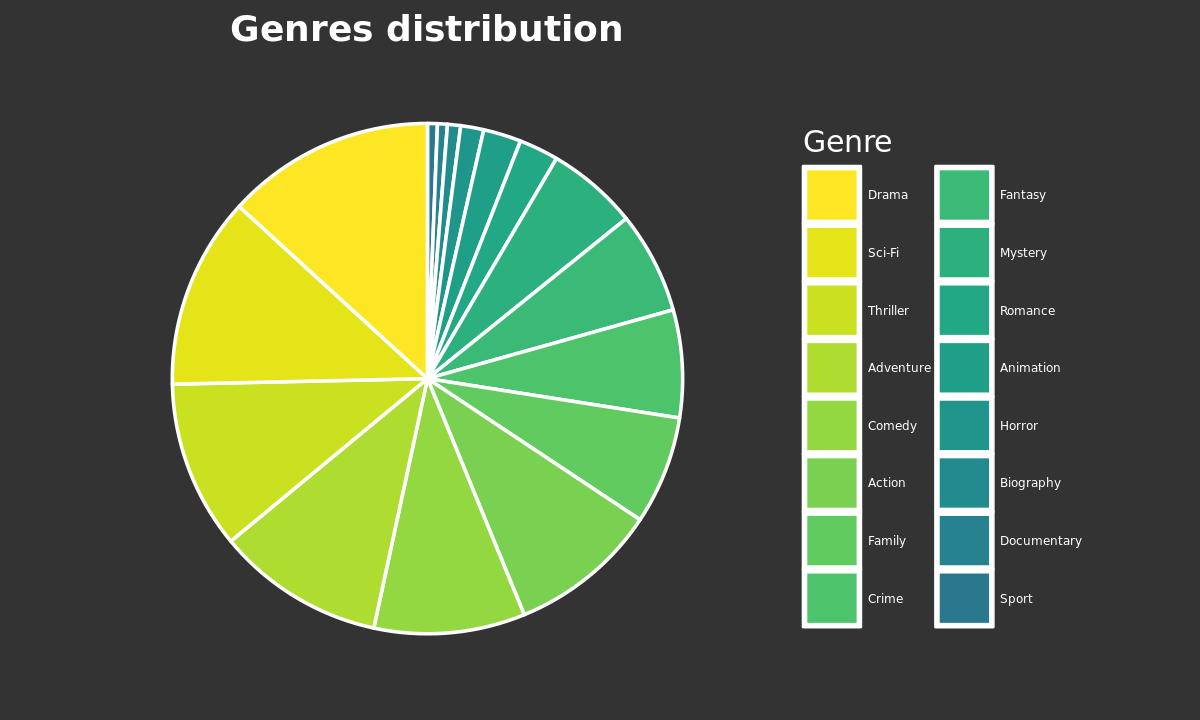 Genres distribution
Genre
Drama
Sci-Fi
Thriller
Adventure
Comedy
Action
Family
Crime
Fantasy
Mystery
Romance
Animation
Horror
Biography
Documentary
Sport